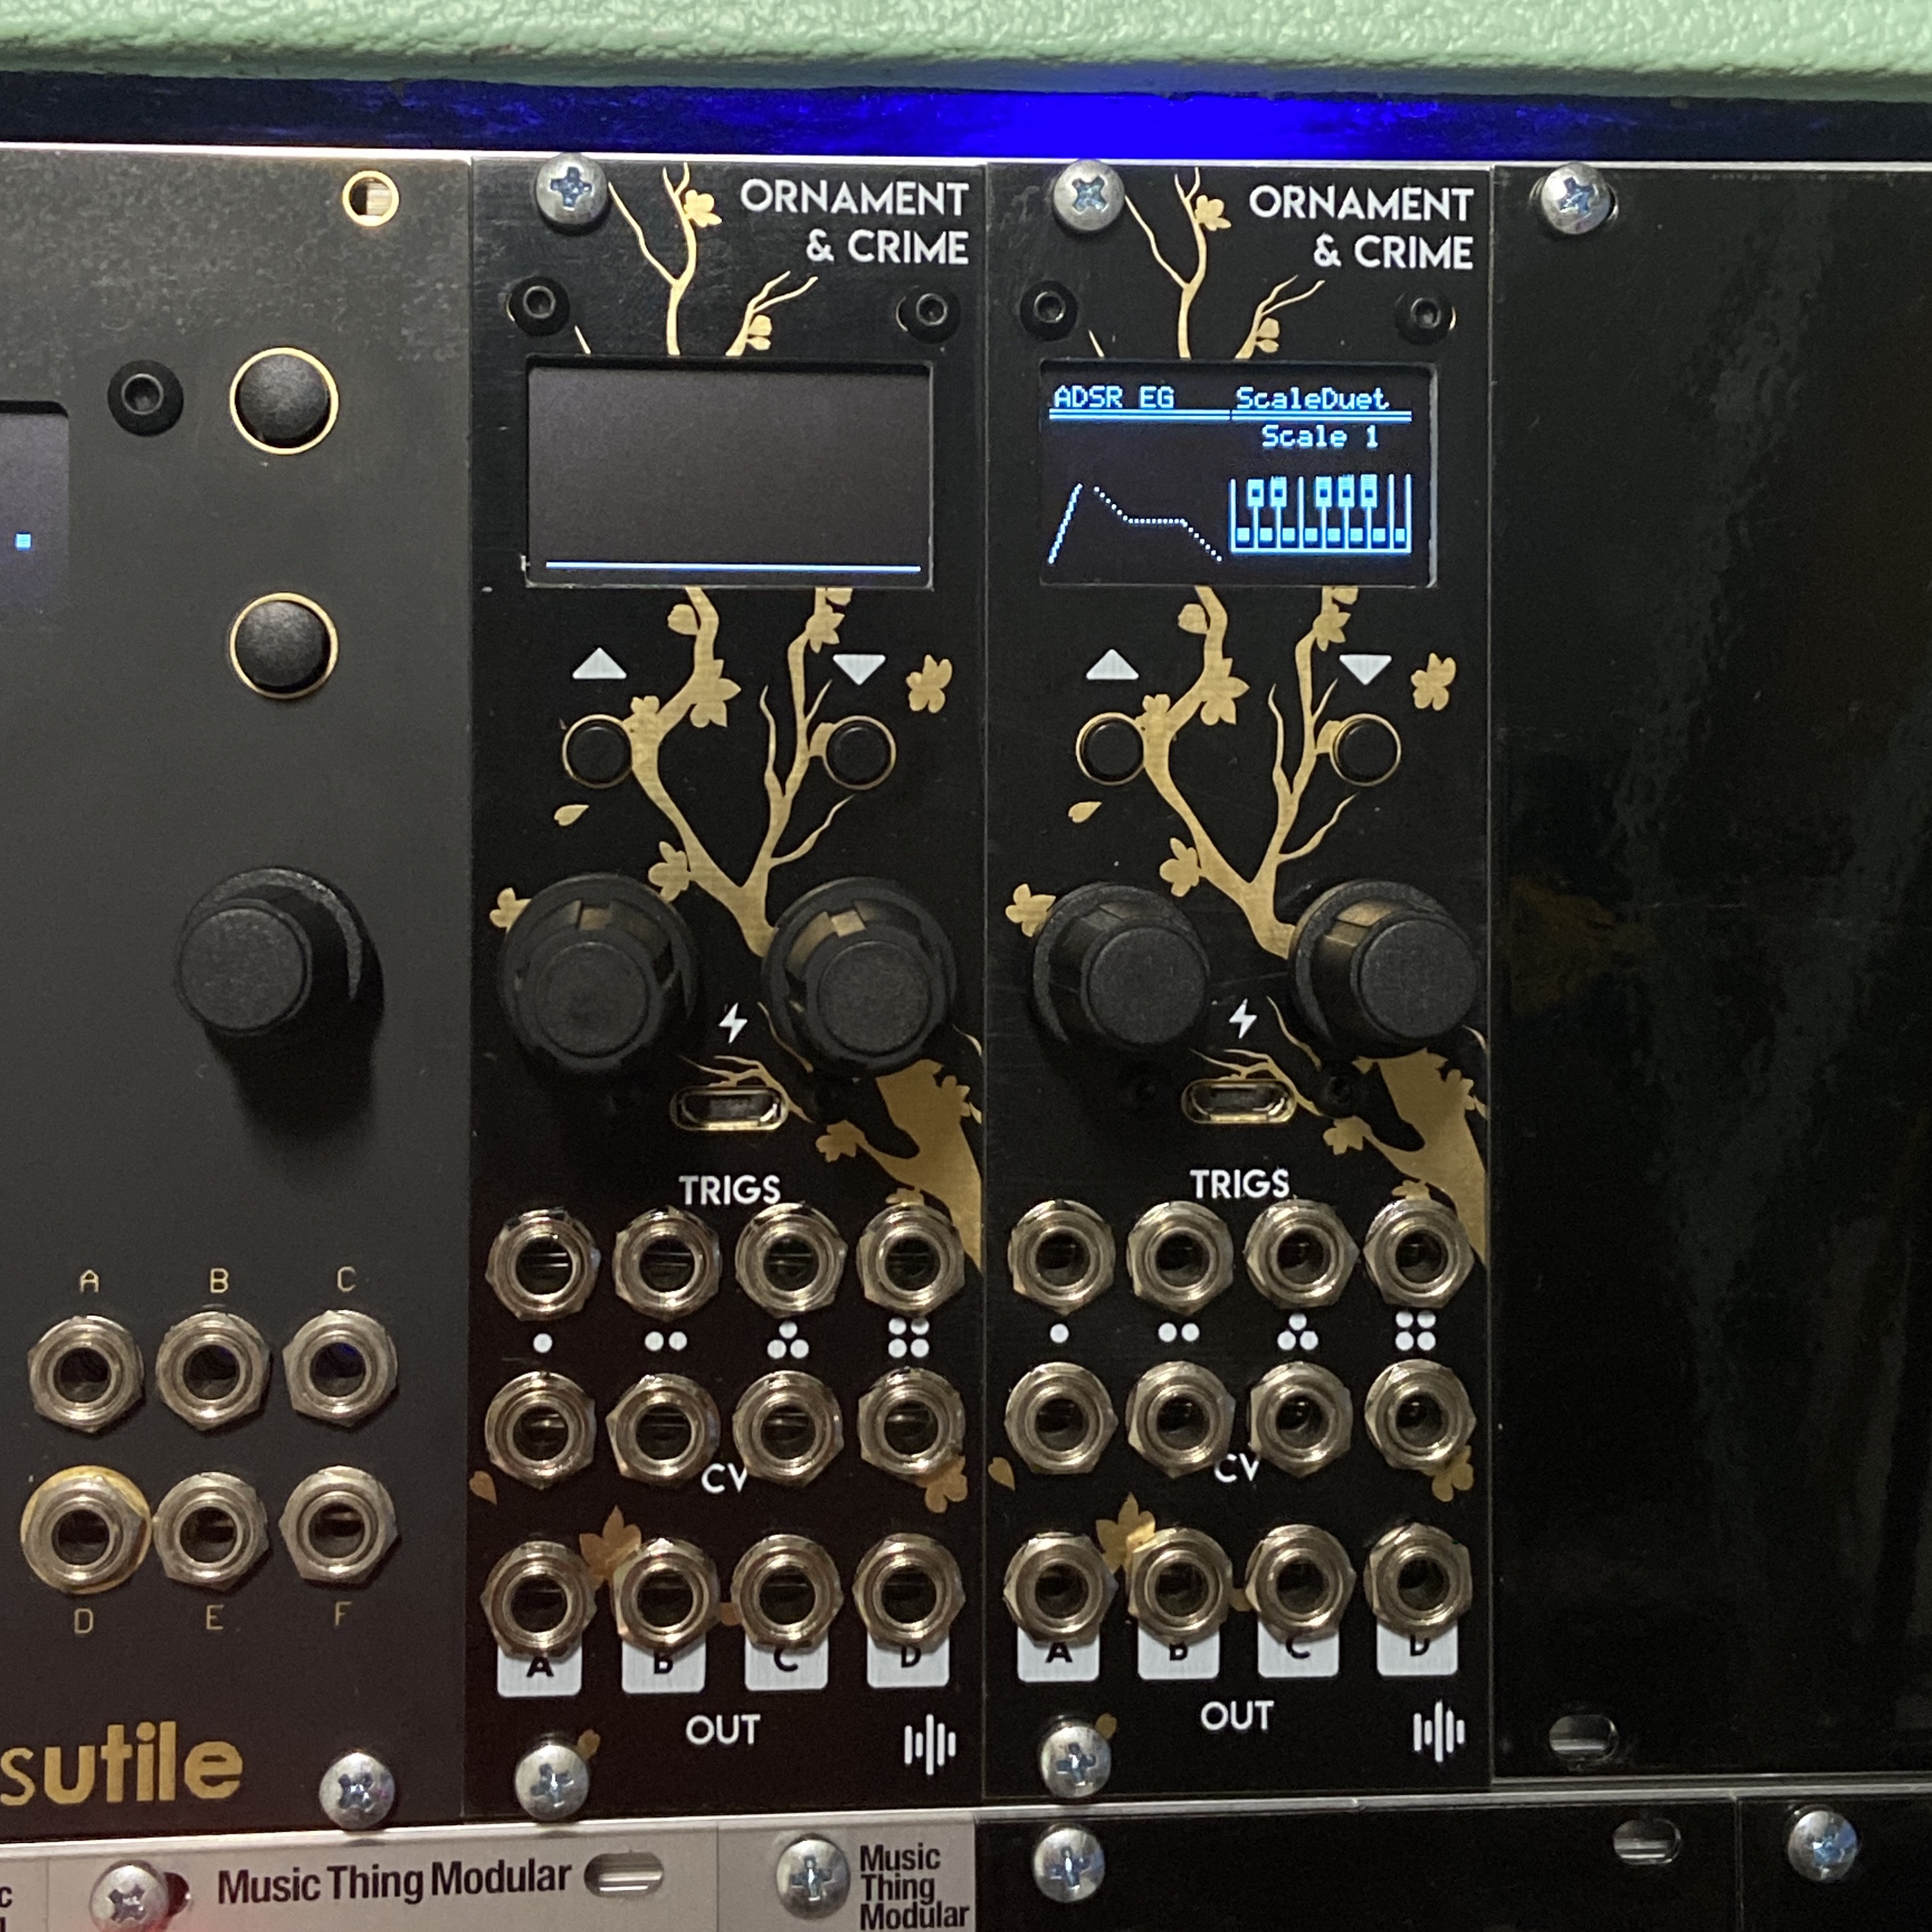 ORNAMENT
& CRIME
ORNAMENT
& CRIME
ADSR EG
ScaleDuet
Scale 1
TRIGS
TRIGS
A
B
C
CV
CV
D
E
F
A
B
C
D
A
B
C
D
OUT
OUT
sutile
Music Thing Modular
Music
Thing
Modular